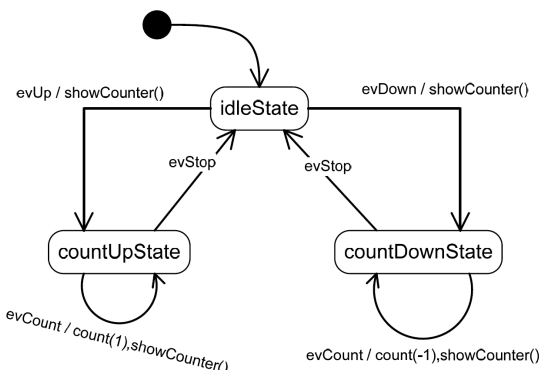 evUp / showCounter()
evDown / showCounter()
idleState
evStop
evStop
countUpState
countDownState
evCount / count(1),showCounter()
evCount / count(-1),showCounter()